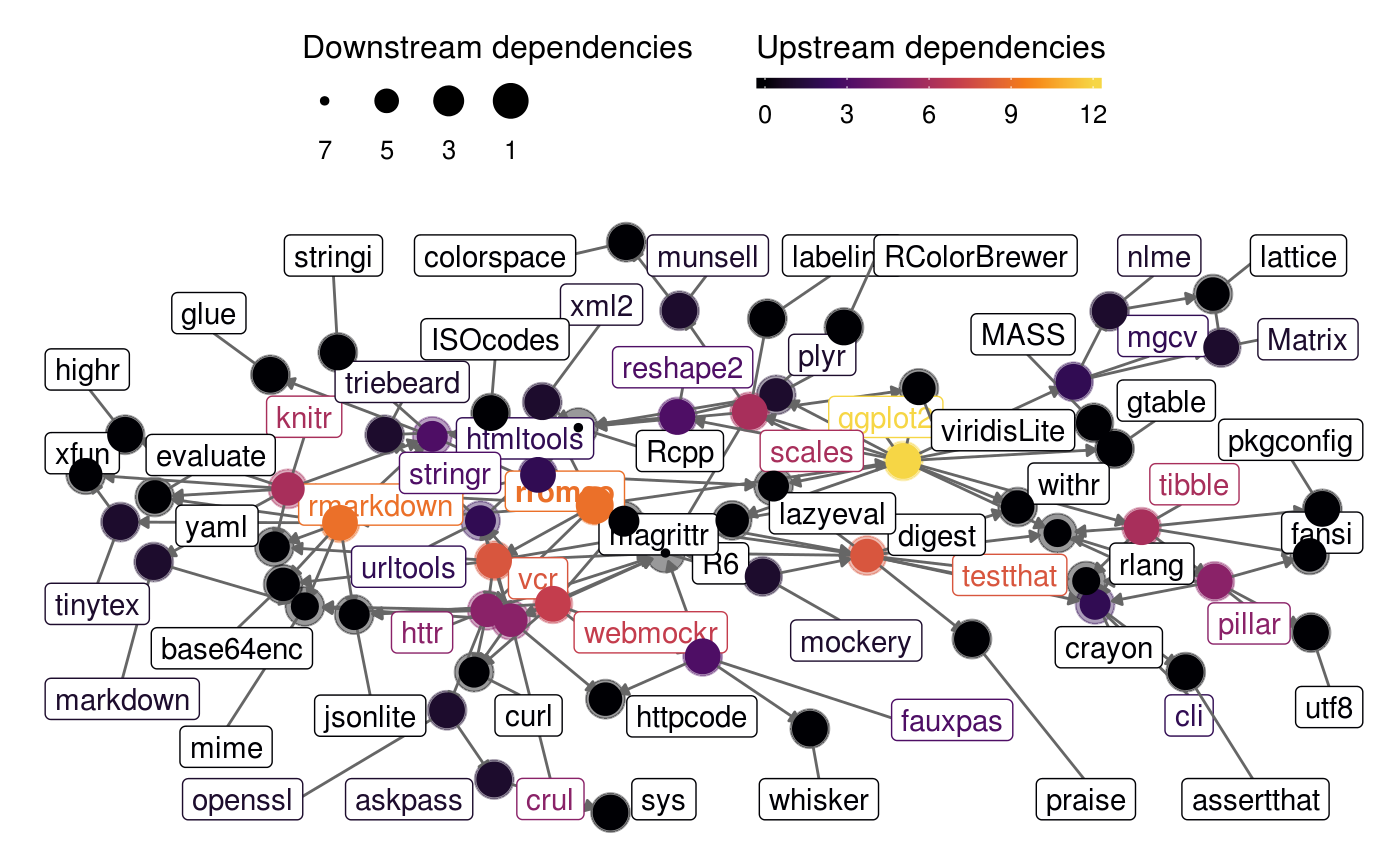 Downstream dependencies
Upstream dependencies
7 5 3 1
0 3 6 9 12
stringi
colorspace
munsell
RColorBrewer
nlme
lattice
glue
xml2
ISOcodes
MASS
mgcv
Matrix
plyr
highr
triebeard
reshape2
gtable
knitr
ggplot2
viridisLite
pkgconfig
xfun
evaluate
htmltools
Rcpp
scales
stringr
withr
tibble
rmarkdown
lazyeval
yaml
magrittr
digest
fansi
urltools
vcr
R6
testthat
rlang
tinytex
httr
webmockr
mockery
pillar
base64enc
crayon
markdown
jsonlite
curl
httpcode
fauxpas
cli
utf8
mime
openssl
askpass
crul
sys
whisker
praise
assertthat